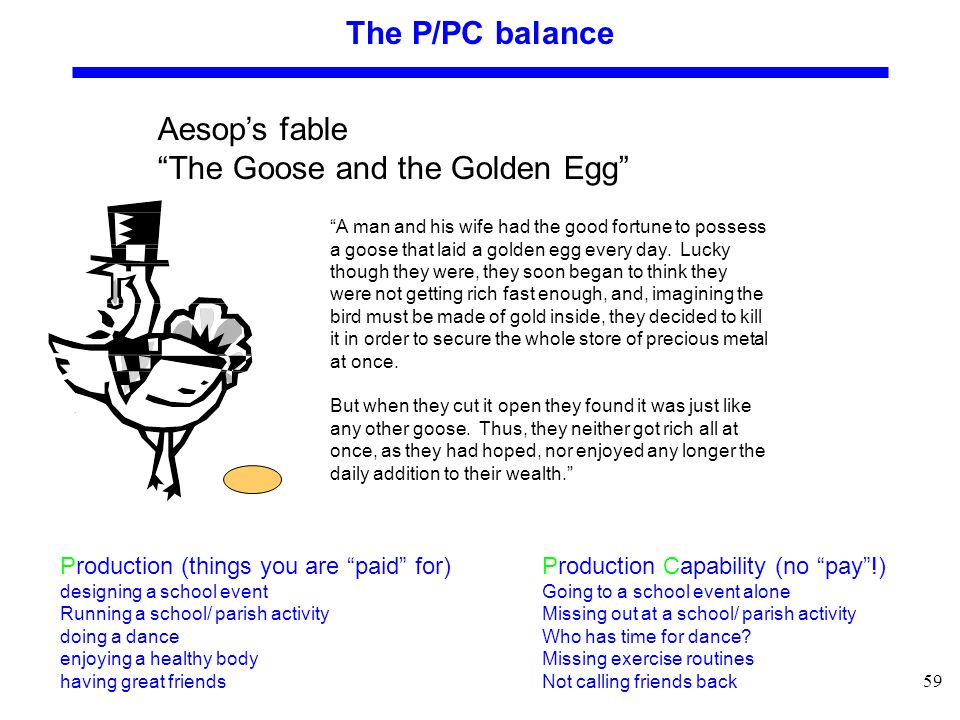 The P/PC balance
Aesop’s fable
“The Goose and the Golden Egg”
“A man and his wife had the good fortune to possess
a goose that laid a golden egg every day.  Lucky
though they were, they soon began to think they
were not getting rich fast enough, and, imagining the
bird must be made of gold inside, they decided to kill
it in order to secure the whole store of precious metal
at once.
But when they cut it open they found it was just like
any other goose.  Thus, they neither got rich all at
once, as they had hoped, nor enjoyed any longer the
daily addition to their wealth.”
Production (things you are “paid” for)
designing a school event
Running a school/ parish activity
doing a dance
enjoying a healthy body
having great friends
Production Capability (no “pay”!)
Going to a school event alone
Missing out at a school/ parish activity
Who has time for dance?
Missing exercise routines
Not calling friends back
59